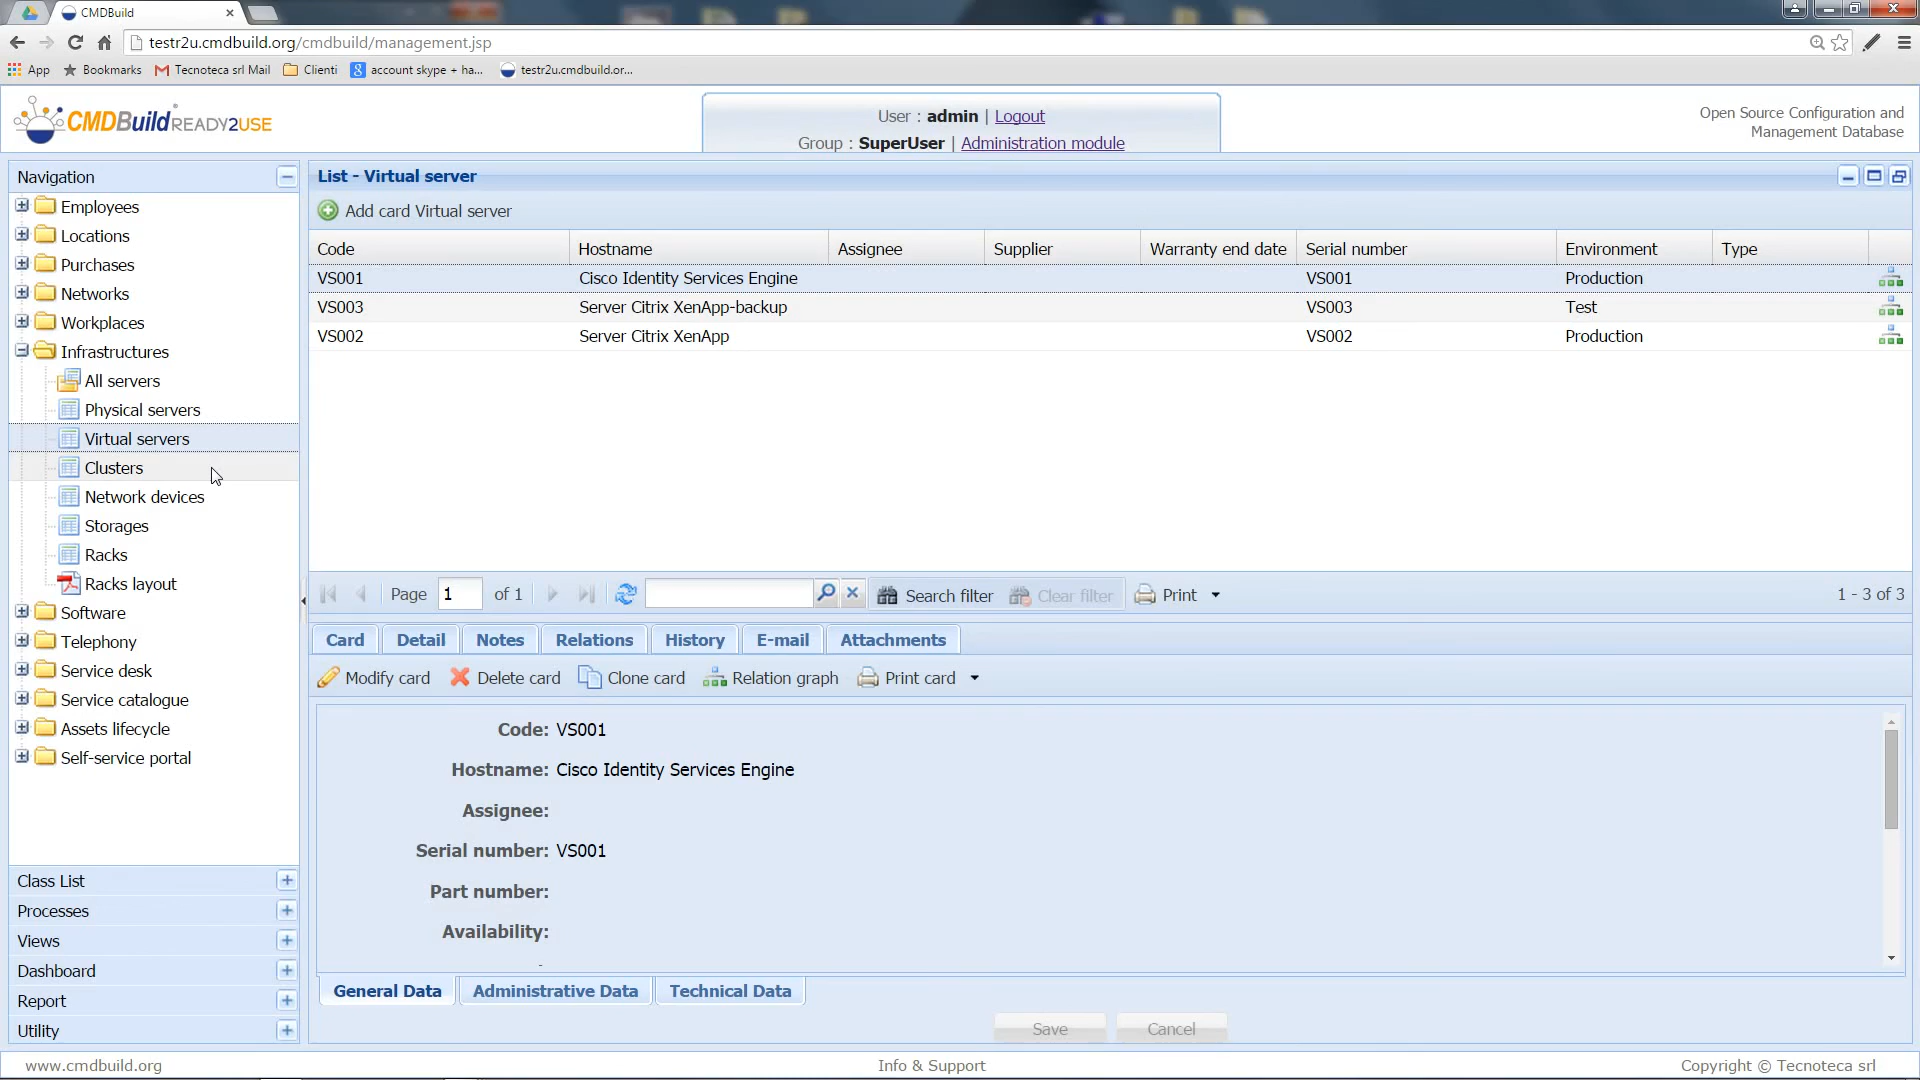 CMDBuild
testr2u.cmdbuild.org/cmdbuild/management.jsp
App Bookmarks Tecnoteca srl Mail Clienti account skype + ha... testr2u.cmdbuild.or...
CMDBuild READY2USE
User : admin | Logout
Group : SuperUser | Administration module
Open Source Configuration and
Management Database
Navigation
Employees
Locations
Purchases
Networks
Workplaces
Infrastructures
All servers
Physical servers
Virtual servers
Clusters
Network devices
Storages
Racks
Racks layout
Software
Telephony
Service desk
Service catalogue
Assets lifecycle
Self-service portal
Class List
Processes
Views
Dashboard
Report
Utility
List - Virtual server
Add card Virtual server
Code Hostname Assignee Supplier Warranty end date Serial number Environment Type
VS001 Cisco Identity Services Engine VS001 Production
VS003 Server Citrix XenApp-backup VS003 Test
VS002 Server Citrix XenApp VS002 Production
Page 1 of 1 Search filter Clear filter Print 1 - 3 of 3
Card Detail Notes Relations History E-mail Attachments
Modify card Delete card Clone card Relation graph Print card
Code: VS001
Hostname: Cisco Identity Services Engine
Assignee:
Serial number: VS001
Part number:
Availability:
General Data Administrative Data Technical Data
Save Cancel
www.cmdbuild.org Info & Support Copyright © Tecnoteca srl